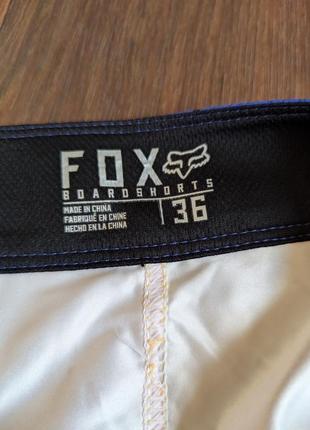 FOX
BOARDSHORTS
MADE IN CHINA
FABRIQUÉ EN CHINE
HECHO EN LA CHINA
36